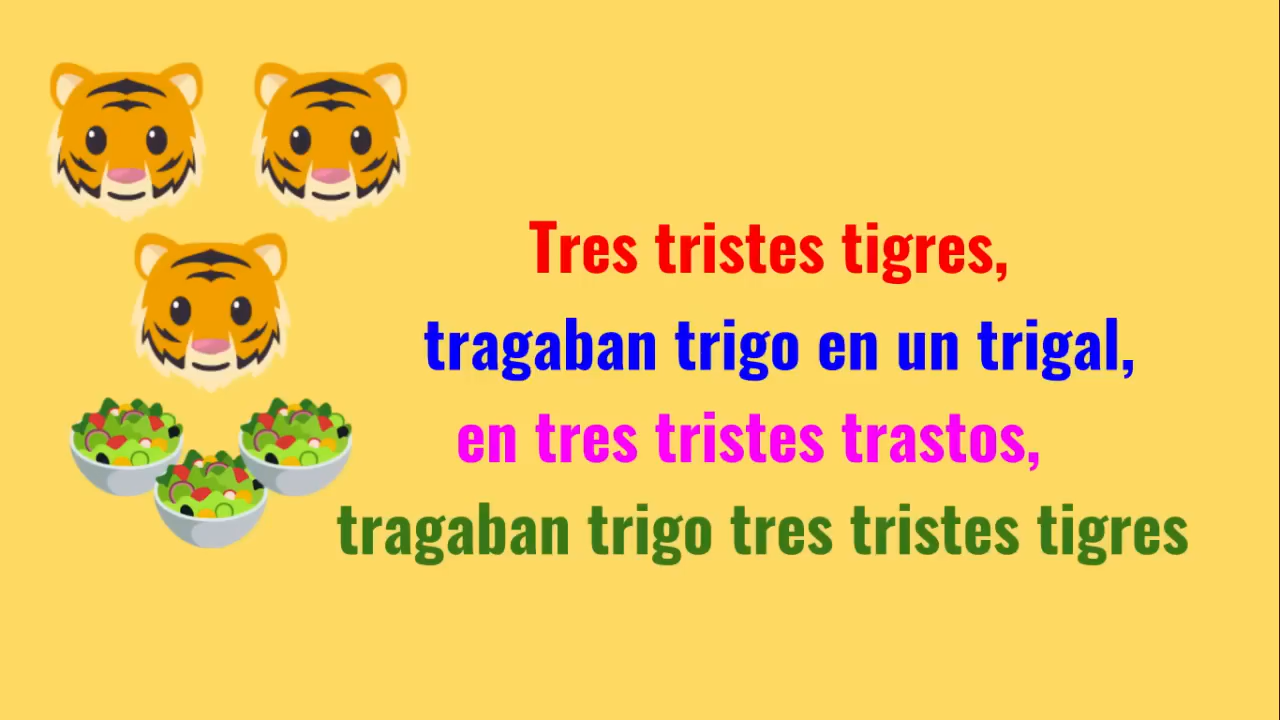 Tres tristes tigres,
tragaban trigo en un trigal,
en tres tristes trastos,
tragaban trigo tres tristes tigres